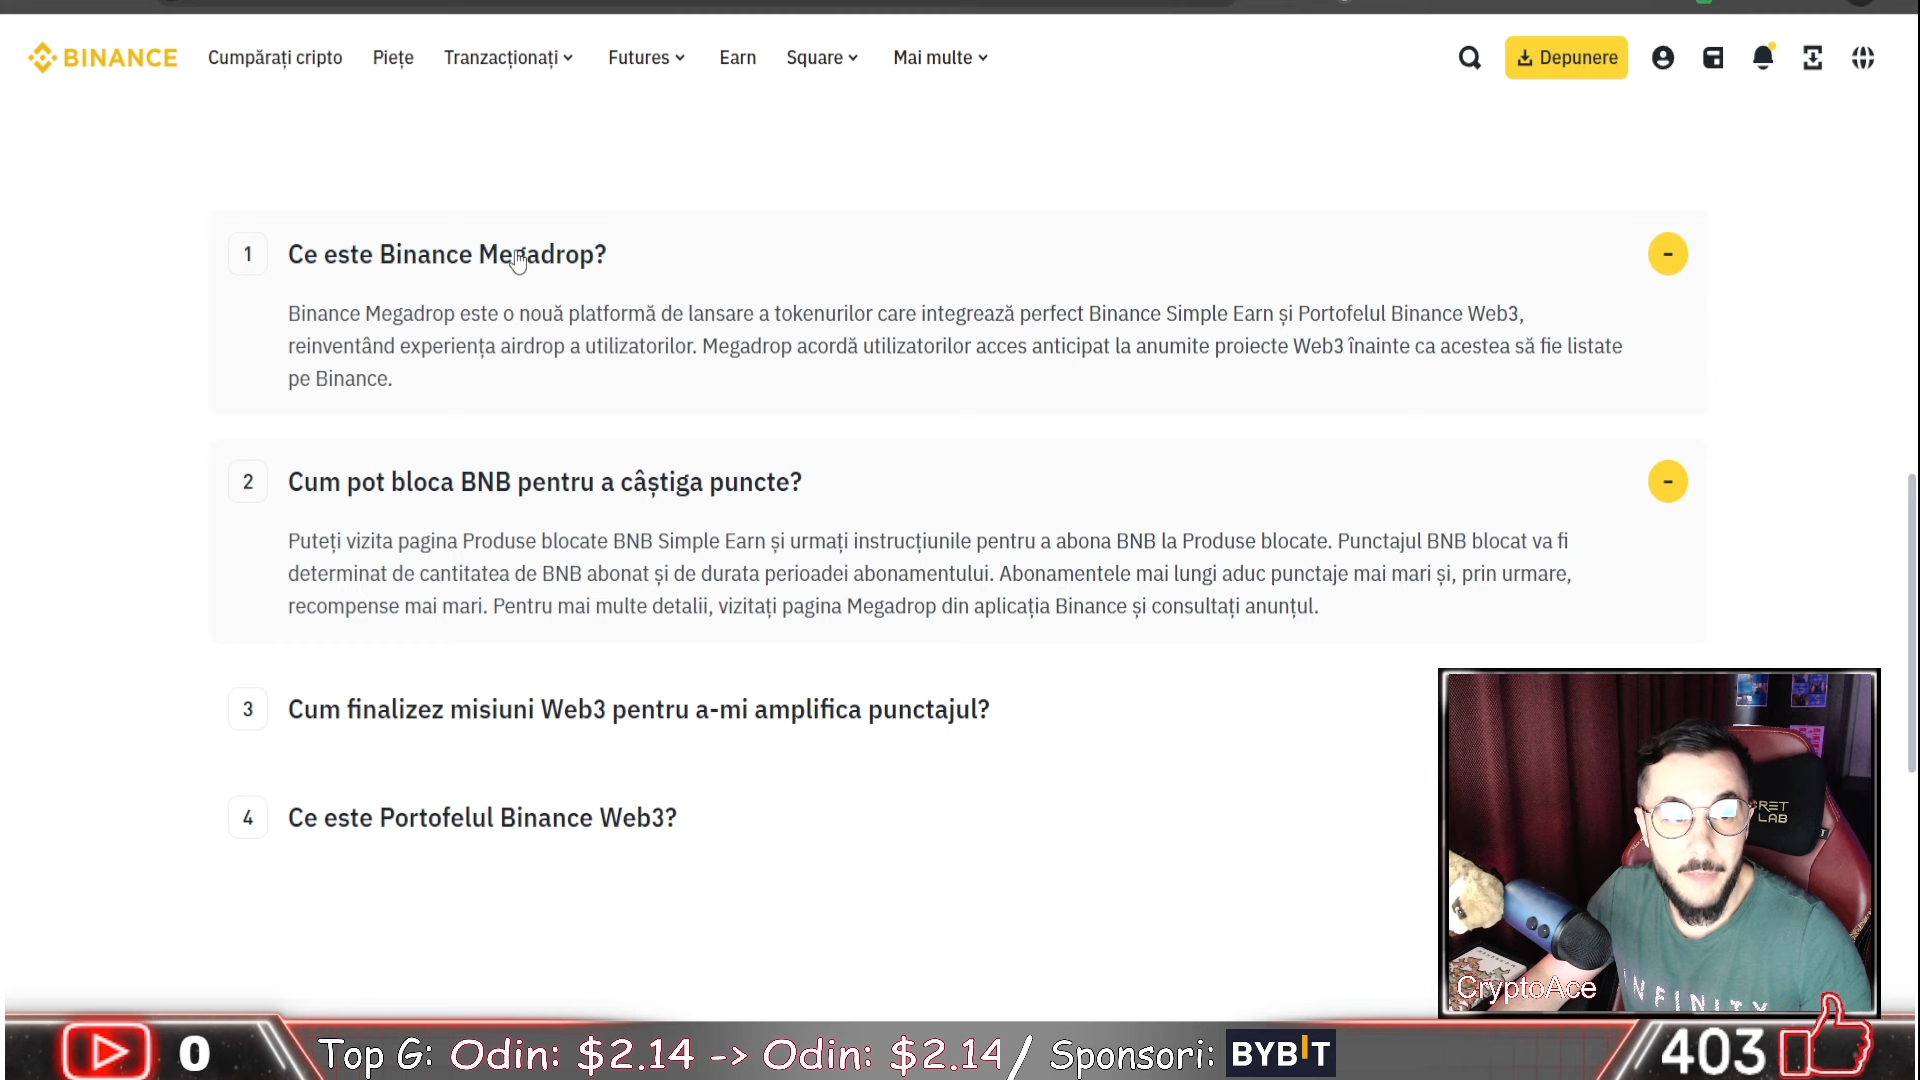 BINANCE Cumpărați cripto Piețe Tranzacționați Futures Earn Square Mai multe Depunere
1 Ce este Binance Megadrop? -
Binance Megadrop este o nouă platformă de lansare a tokenurilor care integrează perfect Binance Simple Earn și Portofelul Binance Web3,
reinventând experiența airdrop a utilizatorilor. Megadrop acordă utilizatorilor acces anticipat la anumite proiecte Web3 înainte ca acestea să fie listate
pe Binance.
2 Cum pot bloca BNB pentru a câștiga puncte? -
Puteți vizita pagina Produse blocate BNB Simple Earn și urmați instrucțiunile pentru a abona BNB la Produse blocate. Punctajul BNB blocat va fi
determinat de cantitatea de BNB abonat și de durata perioadei abonamentului. Abonamentele mai lungi aduc punctaje mai mari și, prin urmare,
recompense mai mari. Pentru mai multe detalii, vizitați pagina Megadrop din aplicația Binance și consultați anunțul.
3 Cum finalizez misiuni Web3 pentru a-mi amplifica punctajul?
4 Ce este Portofelul Binance Web3?
LAB
CryptoAce
INFINITY
0 Top G: Odin: $2.14 -> Odin: $2.14 / Sponsori: BYBIT 403